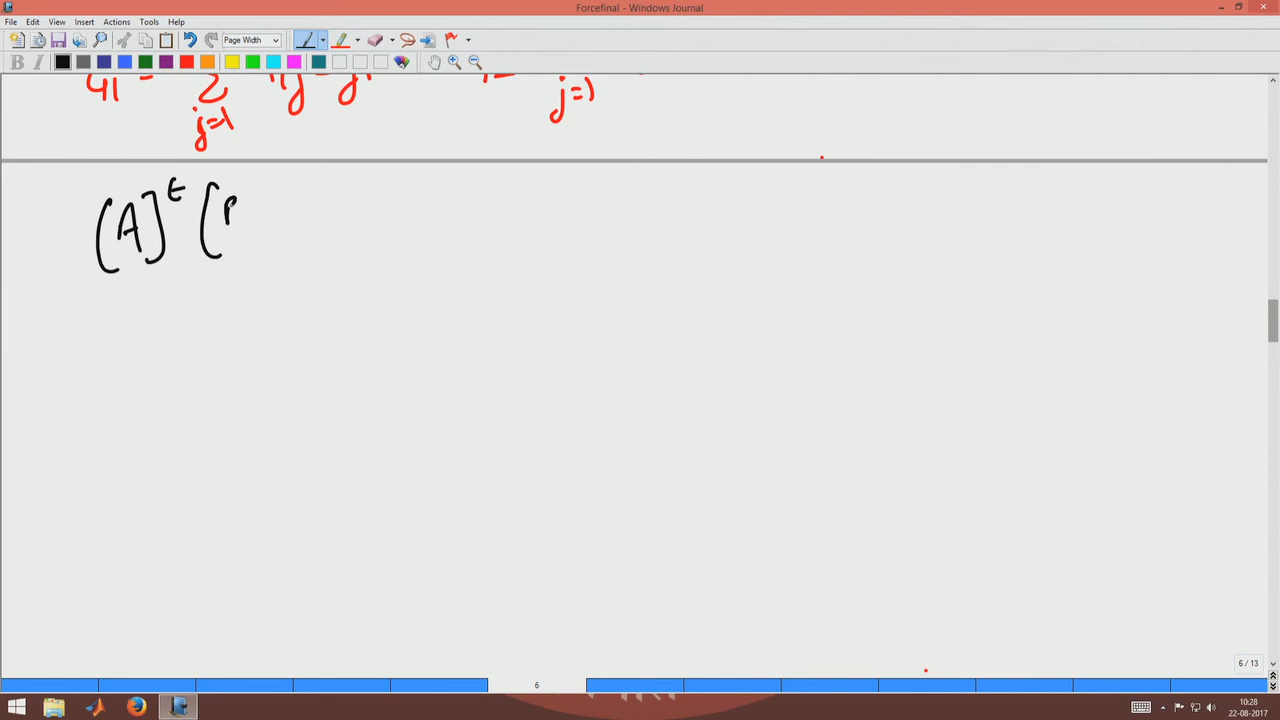 Forcefinal - Windows Journal
File Edit View Insert Actions Tools Help
Page Width
B I
j=1
j=1
[A]^t [
6 / 13
6
10:28
22-08-2017